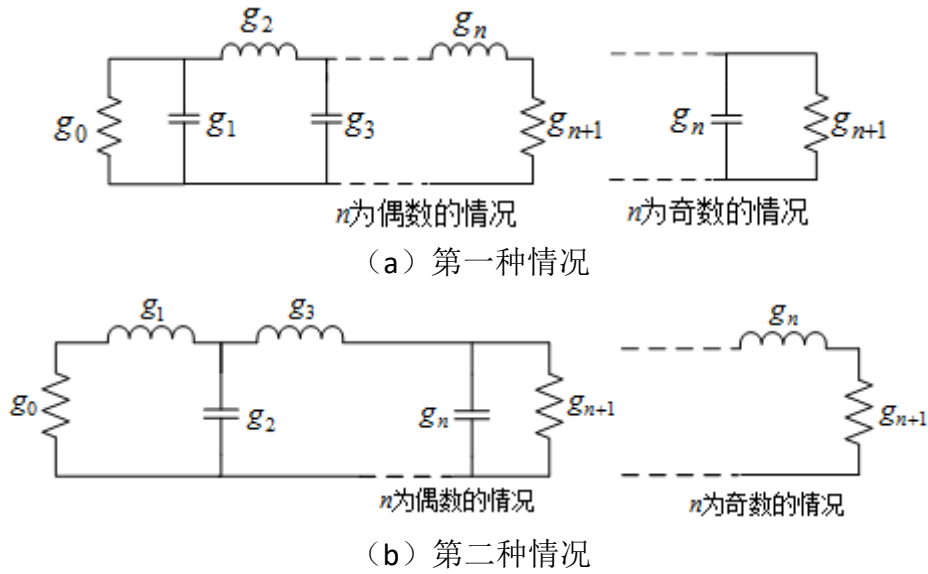 g₂ gₙ
g₀ g₁ g₃ gₙ₊₁ gₙ gₙ₊₁
n为偶数的情况 n为奇数的情况
（a）第一种情况
g₁ g₃ gₙ
g₀ g₂ gₙ gₙ₊₁ gₙ₊₁
n为偶数的情况 n为奇数的情况
（b）第二种情况